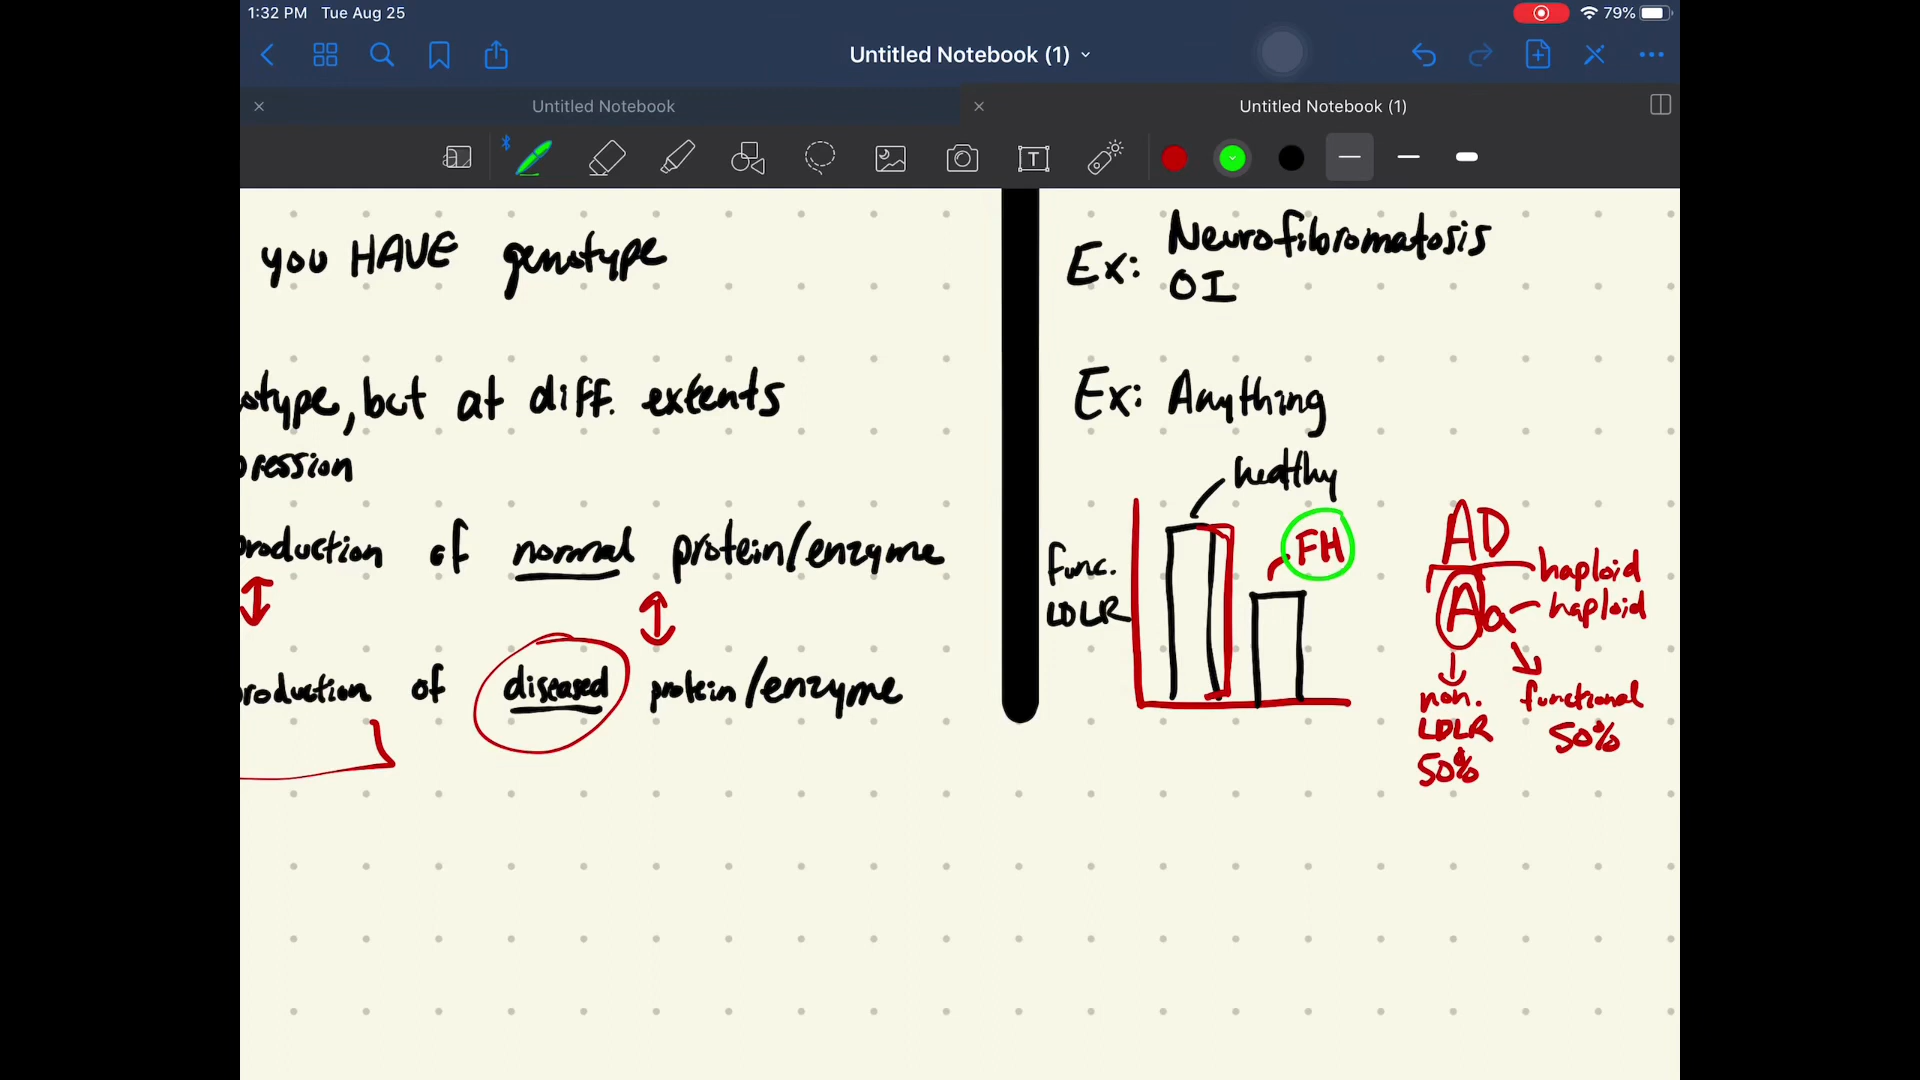 1:32 PM Tue Aug 25
79%
Untitled Notebook (1)
Untitled Notebook
Untitled Notebook (1)
T
you HAVE genotype
otype, but at diff. extents
pression
production of normal protein/enzyme
roduction of diseased protein/enzyme
Ex: Neurofibromatosis
OI
Ex: Anything
healthy
FH
func.
LDLR
AD
haploid
Aa haploid
non. functional
LDLR 50%
50%